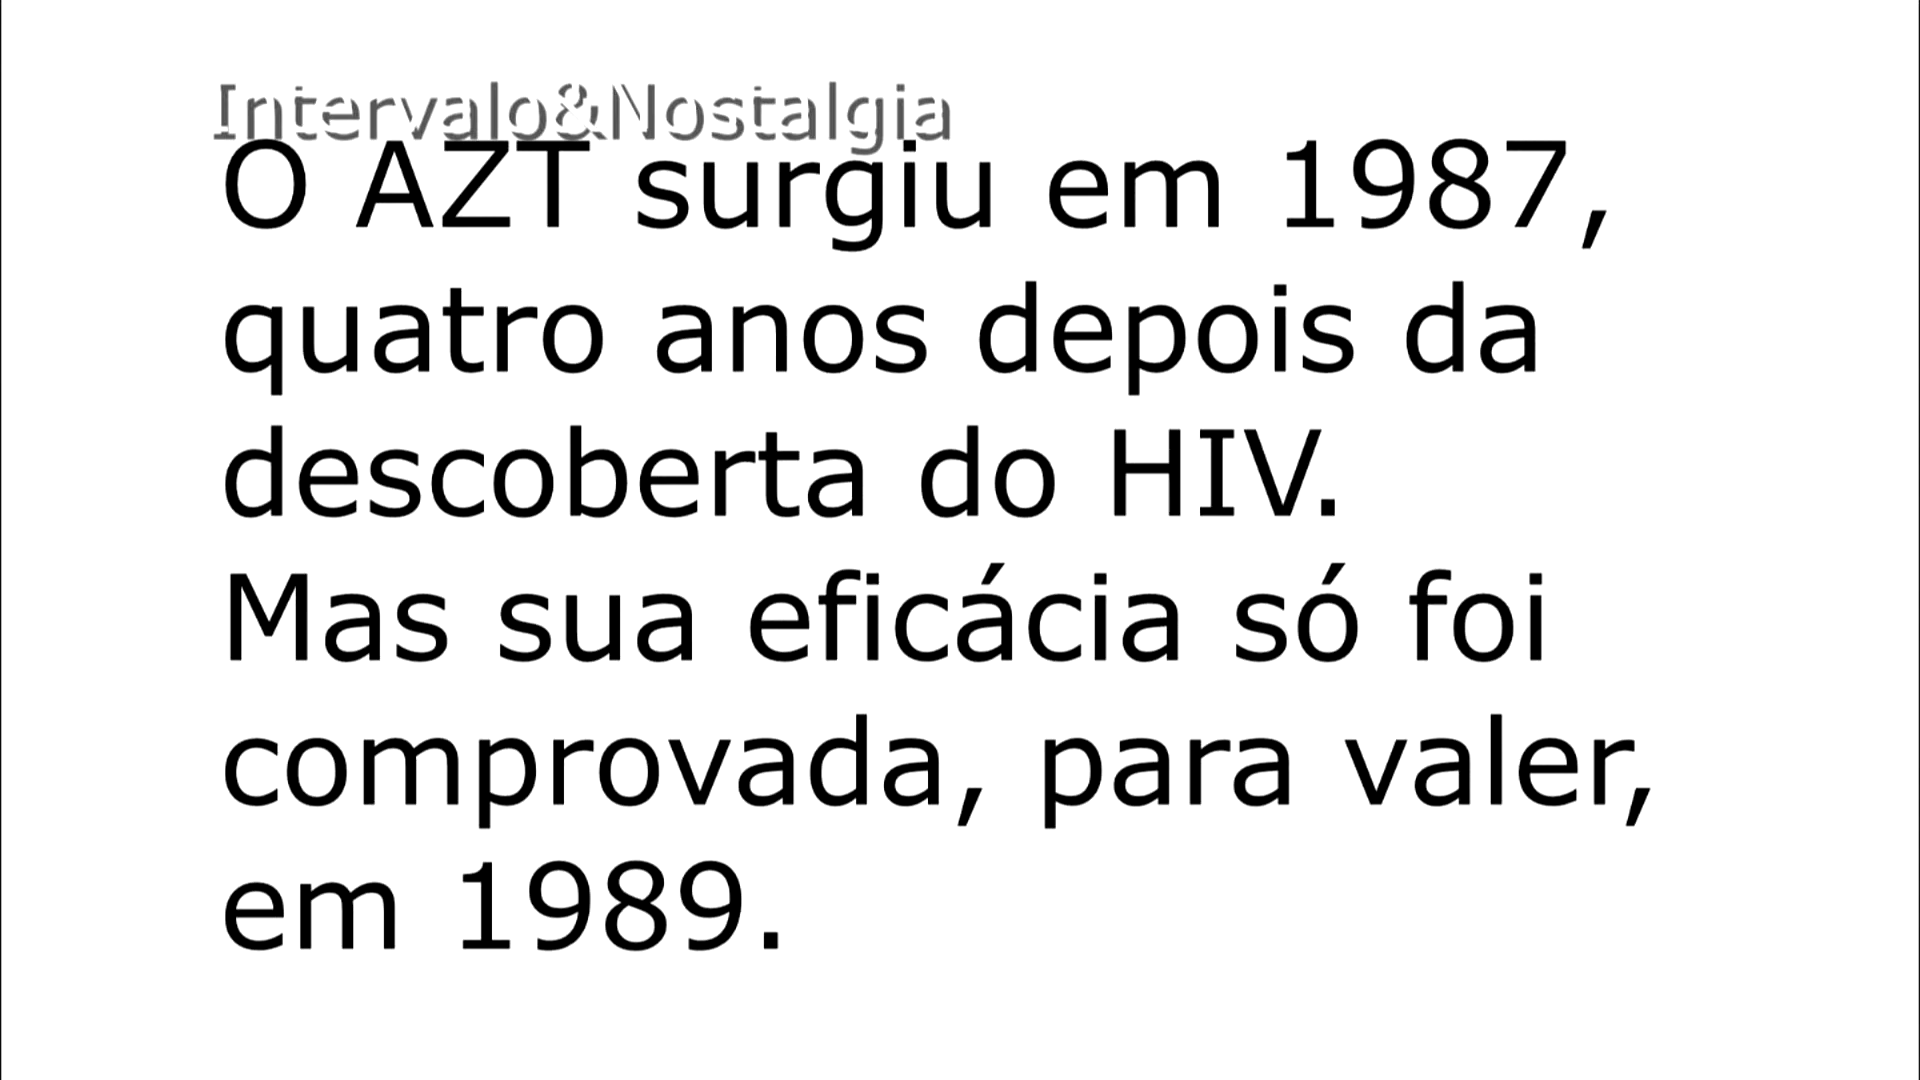 Intervalo&Nostalgia
O AZT surgiu em 1987,
quatro anos depois da
descoberta do HIV.
Mas sua eficácia só foi
comprovada, para valer,
em 1989.